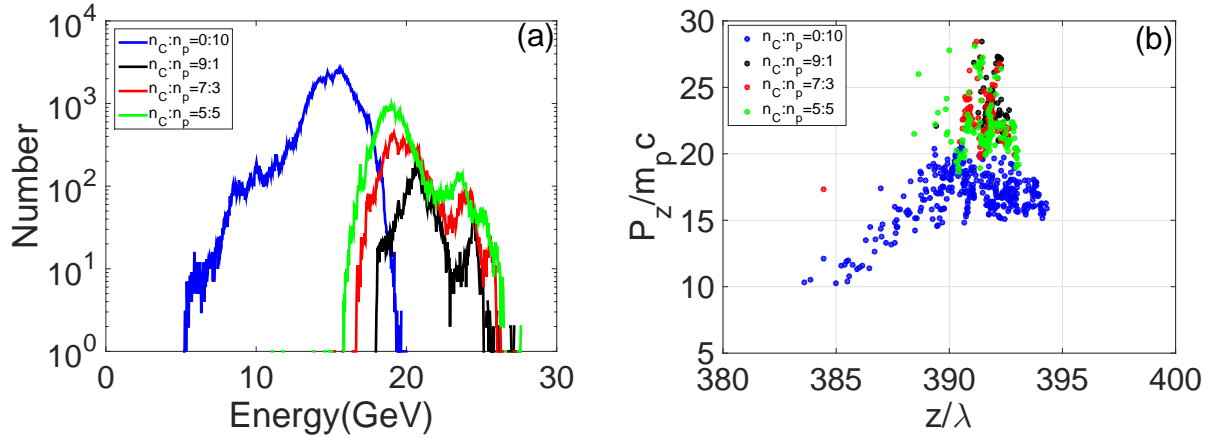 (a)
n_C:n_p=0:10
n_C:n_p=9:1
n_C:n_p=7:3
n_C:n_p=5:5
10^4
10^3
10^2
10^1
10^0
Number
0 10 20 30
Energy(GeV)
(b)
n_C:n_p=0:10
n_C:n_p=9:1
n_C:n_p=7:3
n_C:n_p=5:5
30
25
20
15
10
5
P_z/m_pc
380 385 390 395 400
z/λ